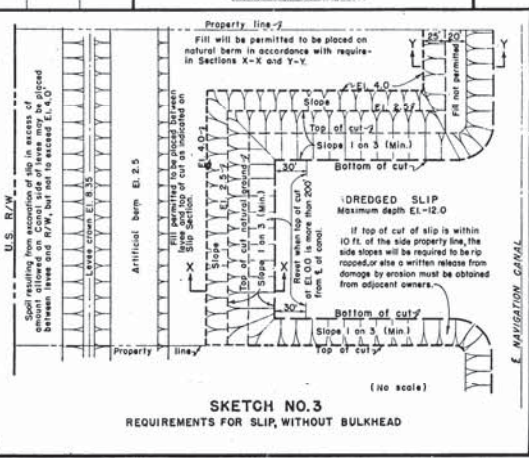 Property line
Fill will be permitted to be placed on
natural berm in accordance with require-
in Sections X-X and Y-Y.
25' 20'
Y Y
Fill not permitted
El. 4.0
Slope
El. 2.5
Top of cut
Slope 1 on 3 (Min.)
Bottom of cut
U.S. R/W
Spoil resulting from excavation of slip in excess of
amount allowed on Canal side of levee may be placed
between levee and R/W, but not to exceed El. 4.0'
Levee crown El. 8.35
Artificial berm El. 2.5
Fill permitted to be placed between
levee and top of cut as indicated on
Slip Section.
El. 4.0
Slope
El. 2.5
Top of cut natural ground
Slope 1 on 3 (Min.)
X X
30'
30'
Revet when top of cut
at El. 0 is more than 200'
from ℄ of canal
DREDGED SLIP
Maximum depth El.-12.0
If top of cut of slip is within
10 ft. of the side property line, the
side slopes will be required to be rip
rapped, or else a written release from
damage by erosion must be obtained
from adjacent owners.
Bottom of cut
Slope 1 on 3 (Min.)
Top of cut
Property line
℄ NAVIGATION CANAL
(No scale)
SKETCH NO. 3
REQUIREMENTS FOR SLIP, WITHOUT BULKHEAD